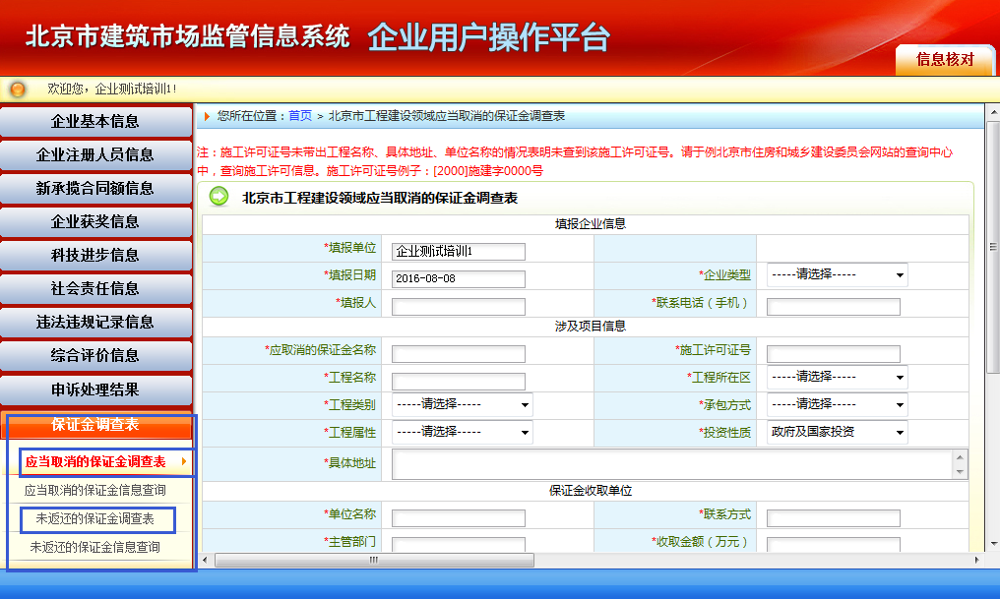 北京市建筑市场监管信息系统 企业用户操作平台
信息核对
欢迎您，企业测试培训1!
企业基本信息
企业注册人员信息
新承揽合同额信息
企业获奖信息
科技进步信息
社会责任信息
违法违规记录信息
综合评价信息
申诉处理结果
保证金调查表
应当取消的保证金调查表
应当取消的保证金信息查询
未返还的保证金调查表
未返还的保证金信息查询
您所在位置：首页 > 北京市工程建设领域应当取消的保证金调查表
注：施工许可证号未带出工程名称、具体地址、单位名称的情况表明未查到该施工许可证号。请于例北京市住房和城乡建设委员会网站的查询中心
中，查询施工许可信息。施工许可证号例子：[2000]施建字0000号
北京市工程建设领域应当取消的保证金调查表
填报企业信息
*填报单位 企业测试培训1
*填报日期 2016-08-08 *企业类型 -----请选择-----
*填报人 *联系电话（手机）
涉及项目信息
*应取消的保证金名称 *施工许可证号
*工程名称 *工程所在区 -----请选择-----
*工程类别 -----请选择----- *承包方式 -----请选择-----
*工程属性 -----请选择----- *投资性质 政府及国家投资
*具体地址
保证金收取单位
*单位名称 *联系方式
*主管部门 *收取金额（万元）